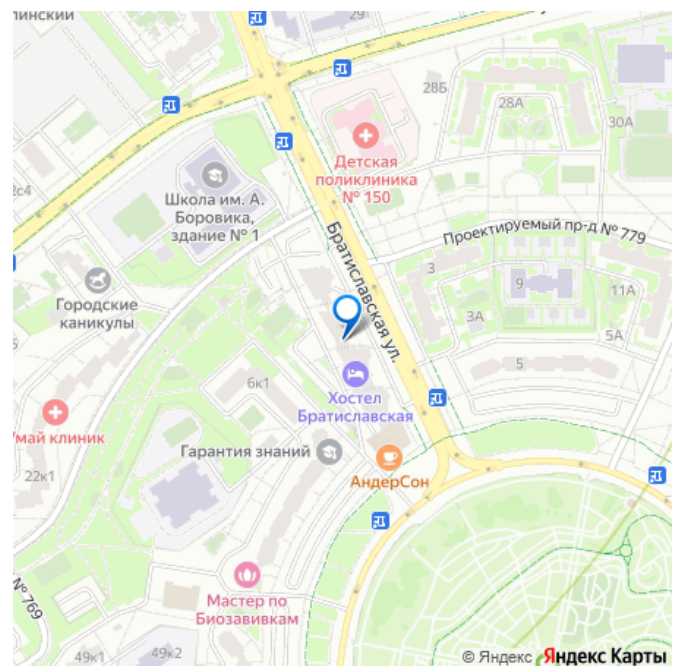 линский
29
28Б
28А
30А
2с4
Детская
поликлиника
№ 150
Школа им. А.
Боровика,
здание № 1
Братиславская ул.
Проектируемый пр-д № 779
3
9
11А
Городские
каникулы
3А
5А
5
6к1
Хостел
Братиславская
Умай клиник
Гарантия знаний
22к1
АндерСон
№ 769
Мастер по
Биозавивкам
49к1
49к2
© Яндекс Яндекс Карты